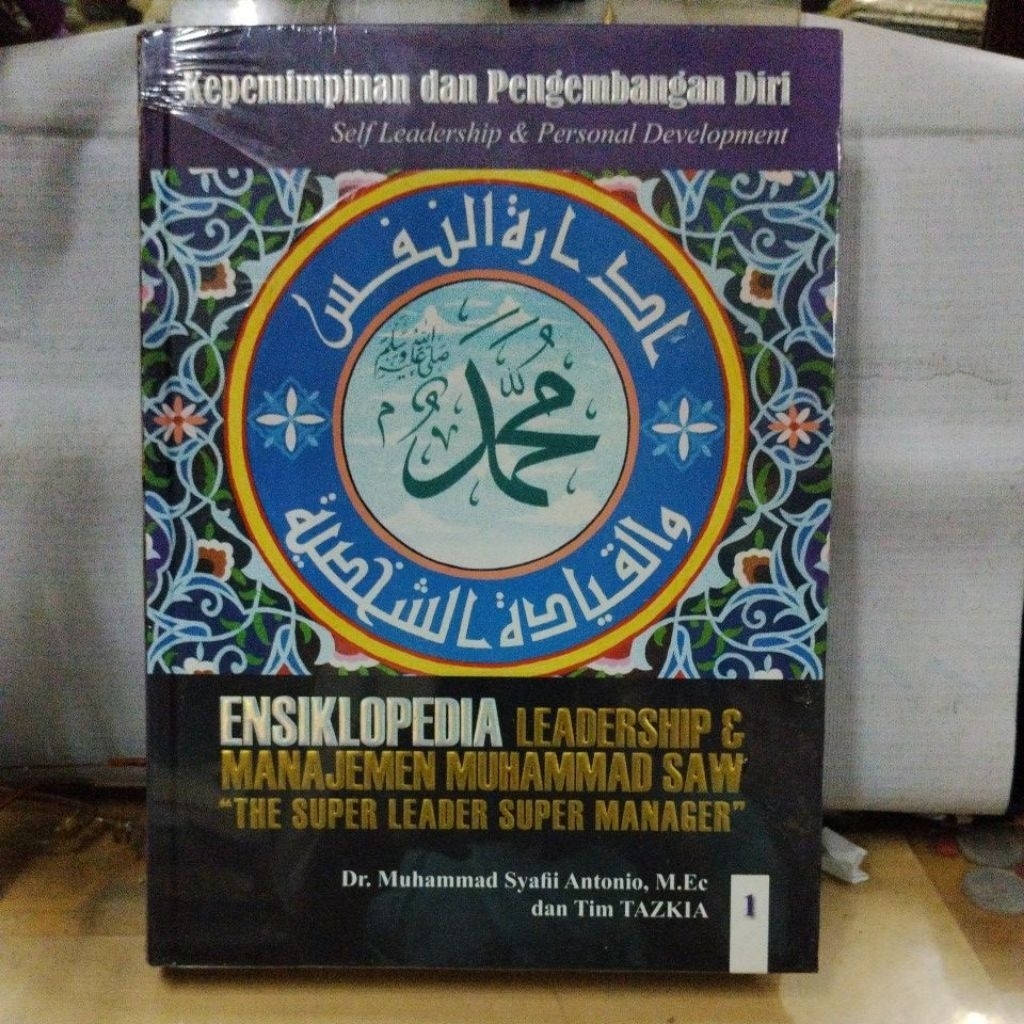 Kepemimpinan dan Pengembangan Diri
Self Leadership & Personal Development
إدارة النفس
صلى الله عليه وسلم
محمد
والقيادة الشخصية
ENSIKLOPEDIA LEADERSHIP &
MANAJEMEN MUHAMMAD SAW
"THE SUPER LEADER SUPER MANAGER"
Dr. Muhammad Syafii Antonio, M.Ec
dan Tim TAZKIA
1